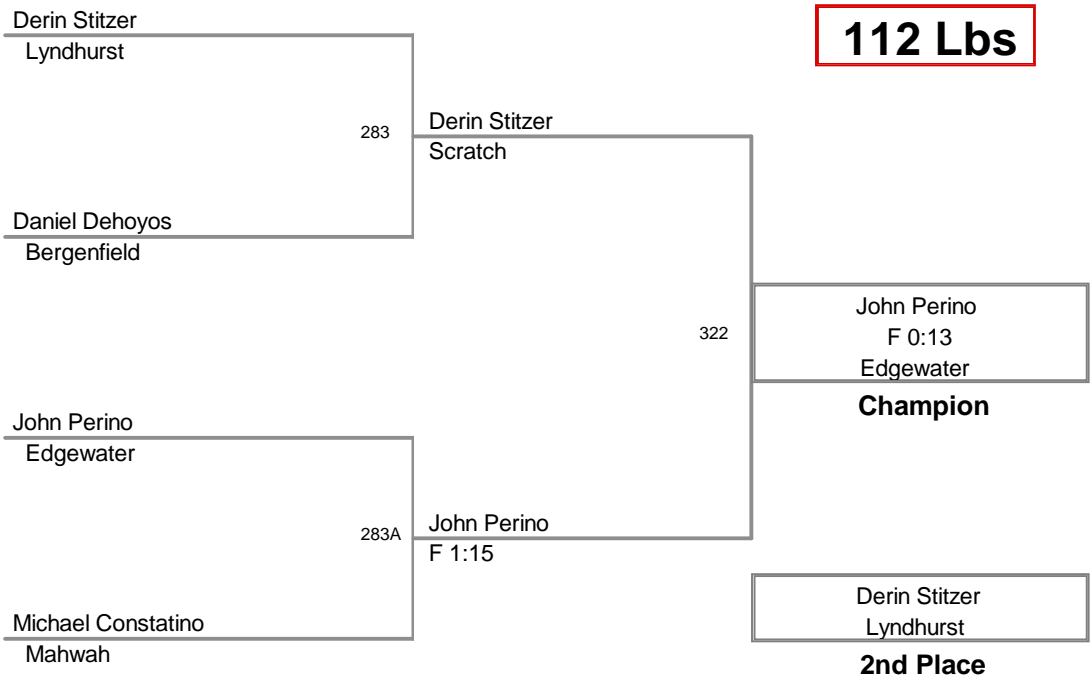 Derin Stitzer
Lyndhurst
112 Lbs
283
Derin Stitzer
Scratch
Daniel Dehoyos
Bergenfield
322
John Perino
F 0:13
Edgewater
Champion
John Perino
Edgewater
283A
John Perino
F 1:15
Michael Constatino
Mahwah
Derin Stitzer
Lyndhurst
2nd Place